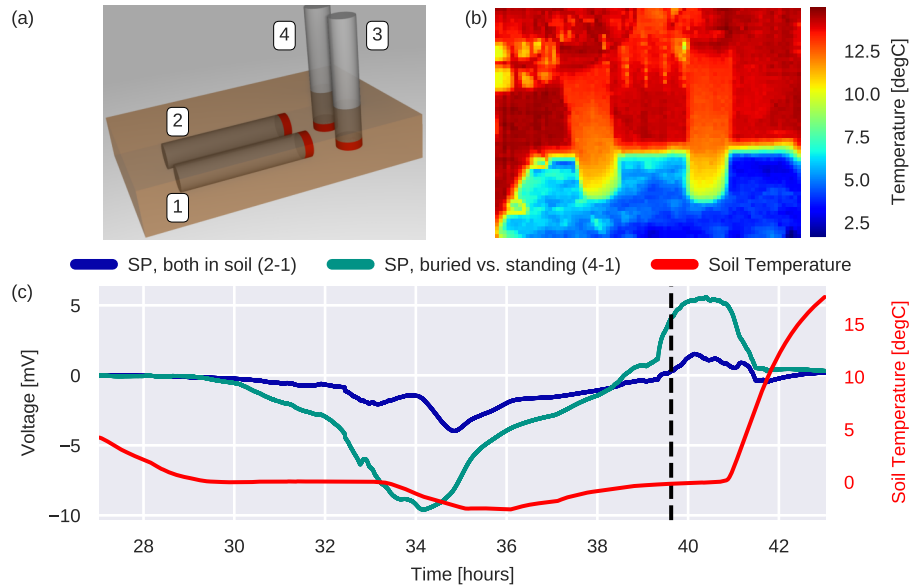 (a)
4
3
2
1
(b)
12.5
10.0
7.5
5.0
2.5
Temperature [degC]
SP, both in soil (2-1)
SP, buried vs. standing (4-1)
Soil Temperature
(c)
5
0
−5
−10
Voltage [mV]
15
10
5
0
Soil Temperature [degC]
28 30 32 34 36 38 40 42
Time [hours]